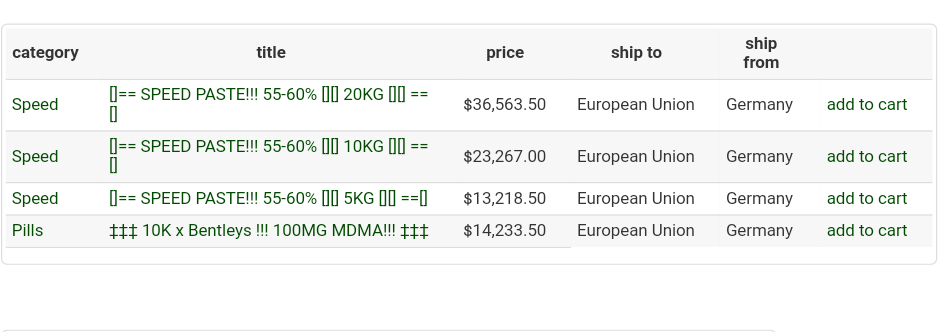 category title price ship to ship from
Speed []== SPEED PASTE!!! 55-60% [][] 20KG [][] ==[] $36,563.50 European Union Germany add to cart
Speed []== SPEED PASTE!!! 55-60% [][] 10KG [][] ==[] $23,267.00 European Union Germany add to cart
Speed []== SPEED PASTE!!! 55-60% [][] 5KG [][] ==[] $13,218.50 European Union Germany add to cart
Pills ‡‡‡ 10K x Bentleys !!! 100MG MDMA!!! ‡‡‡ $14,233.50 European Union Germany add to cart